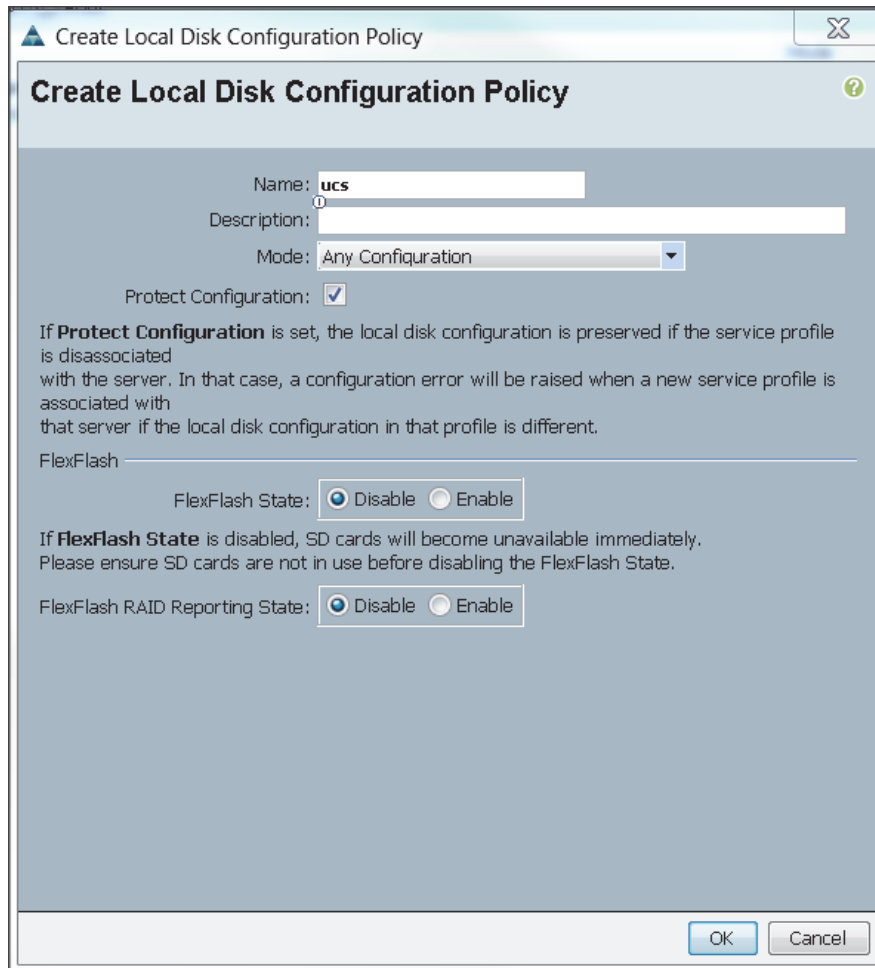 Create Local Disk Configuration Policy
Create Local Disk Configuration Policy
?
Name: ucs
Description:
Mode: Any Configuration
Protect Configuration:
If Protect Configuration is set, the local disk configuration is preserved if the service profile
is disassociated
with the server. In that case, a configuration error will be raised when a new service profile is
associated with
that server if the local disk configuration in that profile is different.
FlexFlash
FlexFlash State: Disable Enable
If FlexFlash State is disabled, SD cards will become unavailable immediately.
Please ensure SD cards are not in use before disabling the FlexFlash State.
FlexFlash RAID Reporting State: Disable Enable
OK Cancel